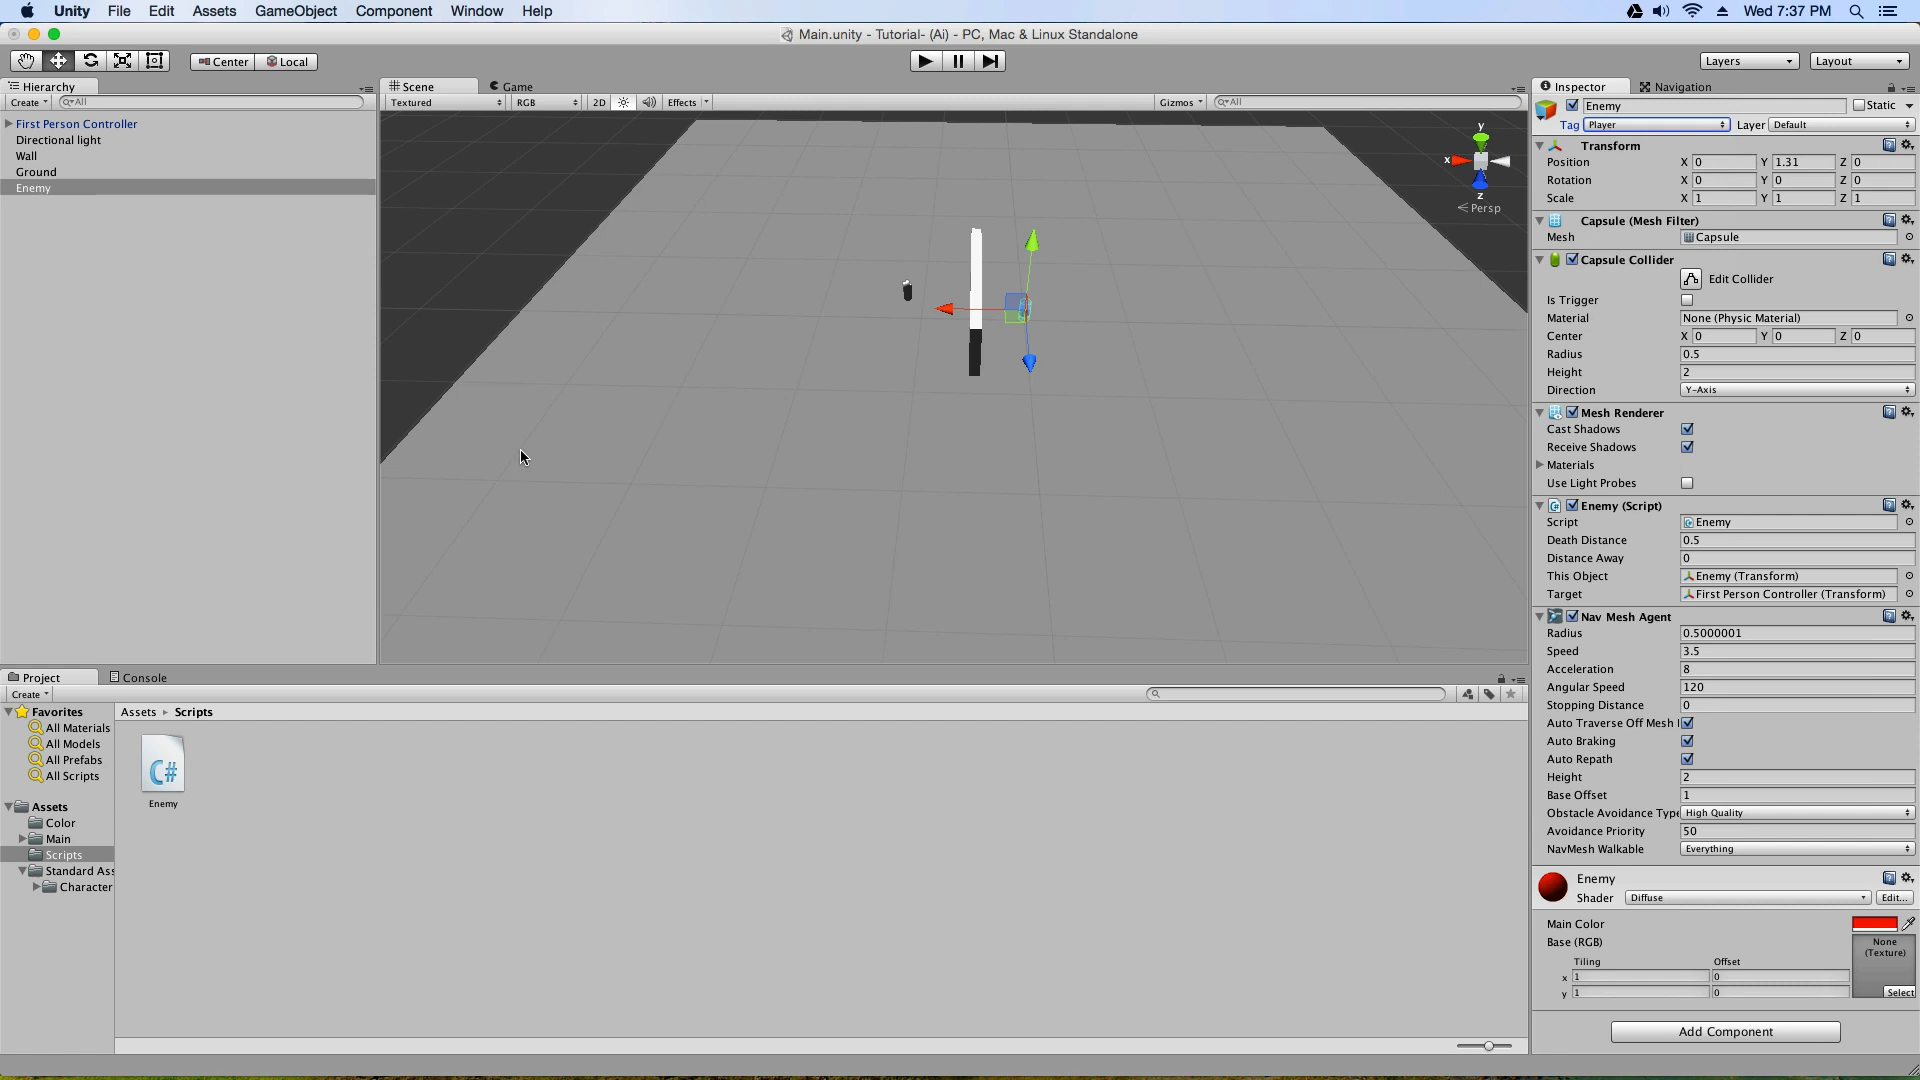 Unity File Edit Assets GameObject Component Window Help Wed 7:37 PM
Main.unity - Tutorial- (Ai) - PC, Mac & Linux Standalone
Center Local Layers Layout
Hierarchy
Create All
First Person Controller
Directional light
Wall
Ground
Enemy
Scene Game
Textured RGB 2D Effects Gizmos All
y
x
z
Persp
Inspector Navigation
Enemy Static
Tag Player Layer Default
Transform
Position X 0 Y 1.31 Z 0
Rotation X 0 Y 0 Z 0
Scale X 1 Y 1 Z 1
Capsule (Mesh Filter)
Mesh Capsule
Capsule Collider
Edit Collider
Is Trigger
Material None (Physic Material)
Center X 0 Y 0 Z 0
Radius 0.5
Height 2
Direction Y-Axis
Mesh Renderer
Cast Shadows
Receive Shadows
Materials
Use Light Probes
Enemy (Script)
Script Enemy
Death Distance 0.5
Distance Away 0
This Object Enemy (Transform)
Target First Person Controller (Transform)
Nav Mesh Agent
Radius 0.5000001
Speed 3.5
Acceleration 8
Angular Speed 120
Stopping Distance 0
Auto Traverse Off Mesh
Auto Braking
Auto Repath
Height 2
Base Offset 1
Obstacle Avoidance Type High Quality
Avoidance Priority 50
NavMesh Walkable Everything
Enemy
Shader Diffuse Edit...
Main Color
Base (RGB)
None
(Texture)
Tiling Offset
x 1 0
y 1 0
Select
Add Component
Project Console
Create
Favorites
All Materials
All Models
All Prefabs
All Scripts
Assets
Color
Main
Scripts
Standard Ass
Character
Assets Scripts
C#
Enemy